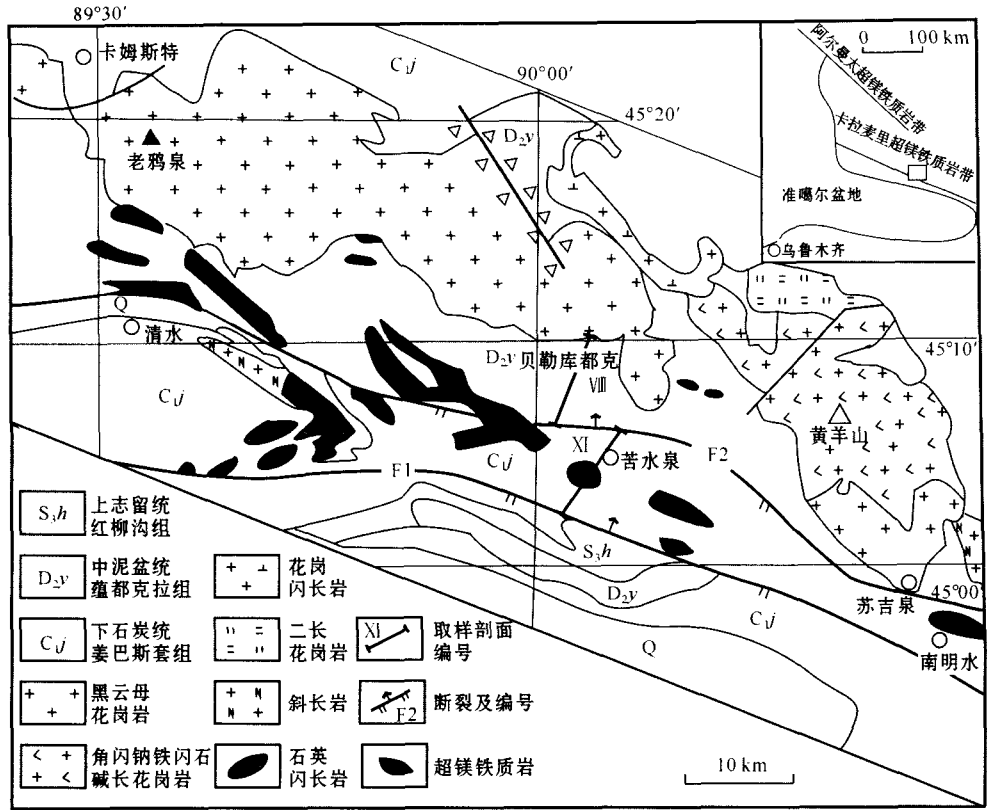 89°30′
卡姆斯特
C₁j
90°00′
45°20′
D₂y
老鸦泉
0 100 km
阿尔曼太超镁铁质岩带
卡拉麦里超镁铁质岩带
准噶尔盆地
乌鲁木齐
Q
清水
C₁j
D₂y
贝勒库都克
Ⅷ
45°10′
黄羊山
F1
C₁j
Ⅺ
苦水泉
F2
S₃h
D₂y
C₁j
Q
苏吉泉
45°00′
南明水
S₃h
上志留统
红柳沟组
D₂y
中泥盆统
蕴都克拉组
花岗
闪长岩
C₁j
下石炭统
姜巴斯套组
二长
花岗岩
Ⅺ
取样剖面
编号
黑云母
花岗岩
斜长岩
F2
断裂及编号
角闪钠铁闪石
碱长花岗岩
石英
闪长岩
超镁铁质岩
10 km